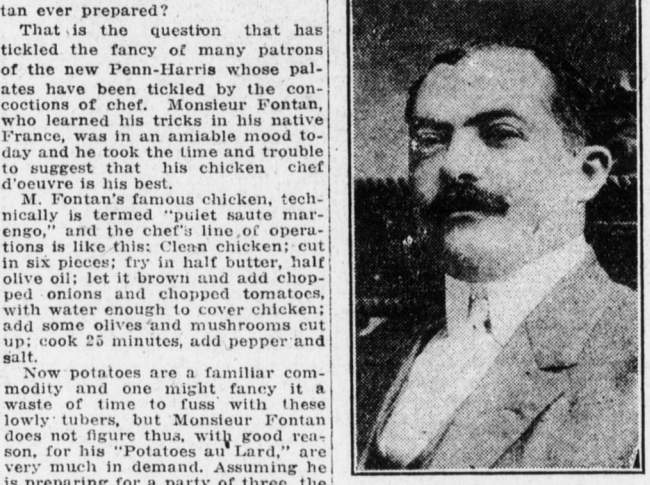 tan ever prepared?
That is the question that has
tickled the fancy of many patrons
of the new Penn-Harris whose pal-
ates have been tickled by the con-
coctions of chef. Monsieur Fontan,
who learned his tricks in his native
France, was in an amiable mood to-
day and he took the time and trouble
to suggest that his chicken chef
d'oeuvre is his best.
M. Fontan's famous chicken, tech-
nically is termed "pulet saute mar-
engo," and the chef's line of opera-
tions is like this: Clean chicken; cut
in six pieces; fry in half butter, half
olive oil; let it brown and add chop-
ped onions and chopped tomatoes,
with water enough to cover chicken;
add some olives and mushrooms cut
up; cook 25 minutes, add pepper and
salt.
Now potatoes are a familiar com-
modity and one might fancy it a
waste of time to fuss with these
lowly tubers, but Monsieur Fontan
does not figure thus, with good rea-
son, for his "Potatoes au Lard," are
very much in demand. Assuming he
is preparing for a party of three, the